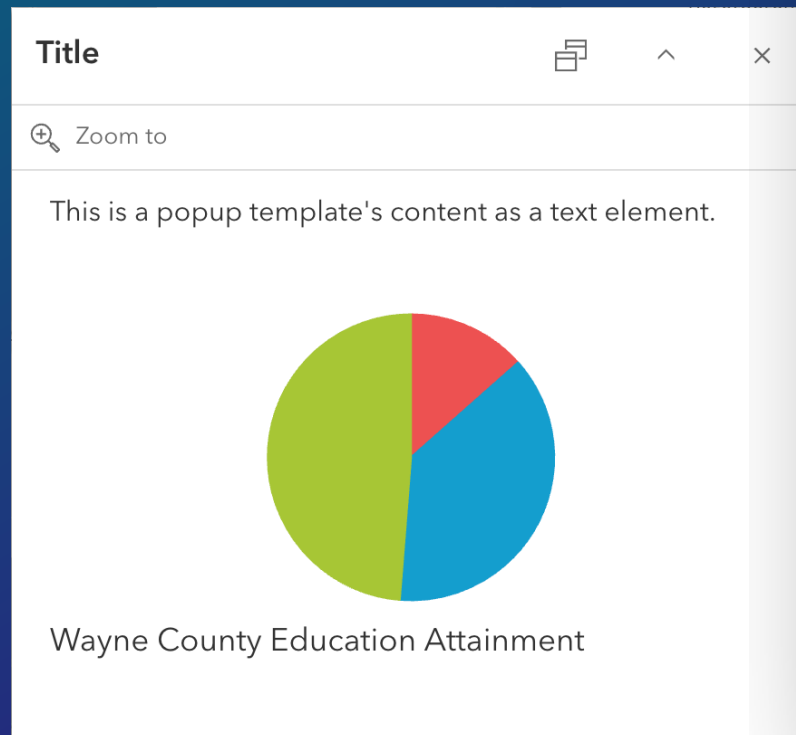 Title
Zoom to
This is a popup template's content as a text element.
Wayne County Education Attainment